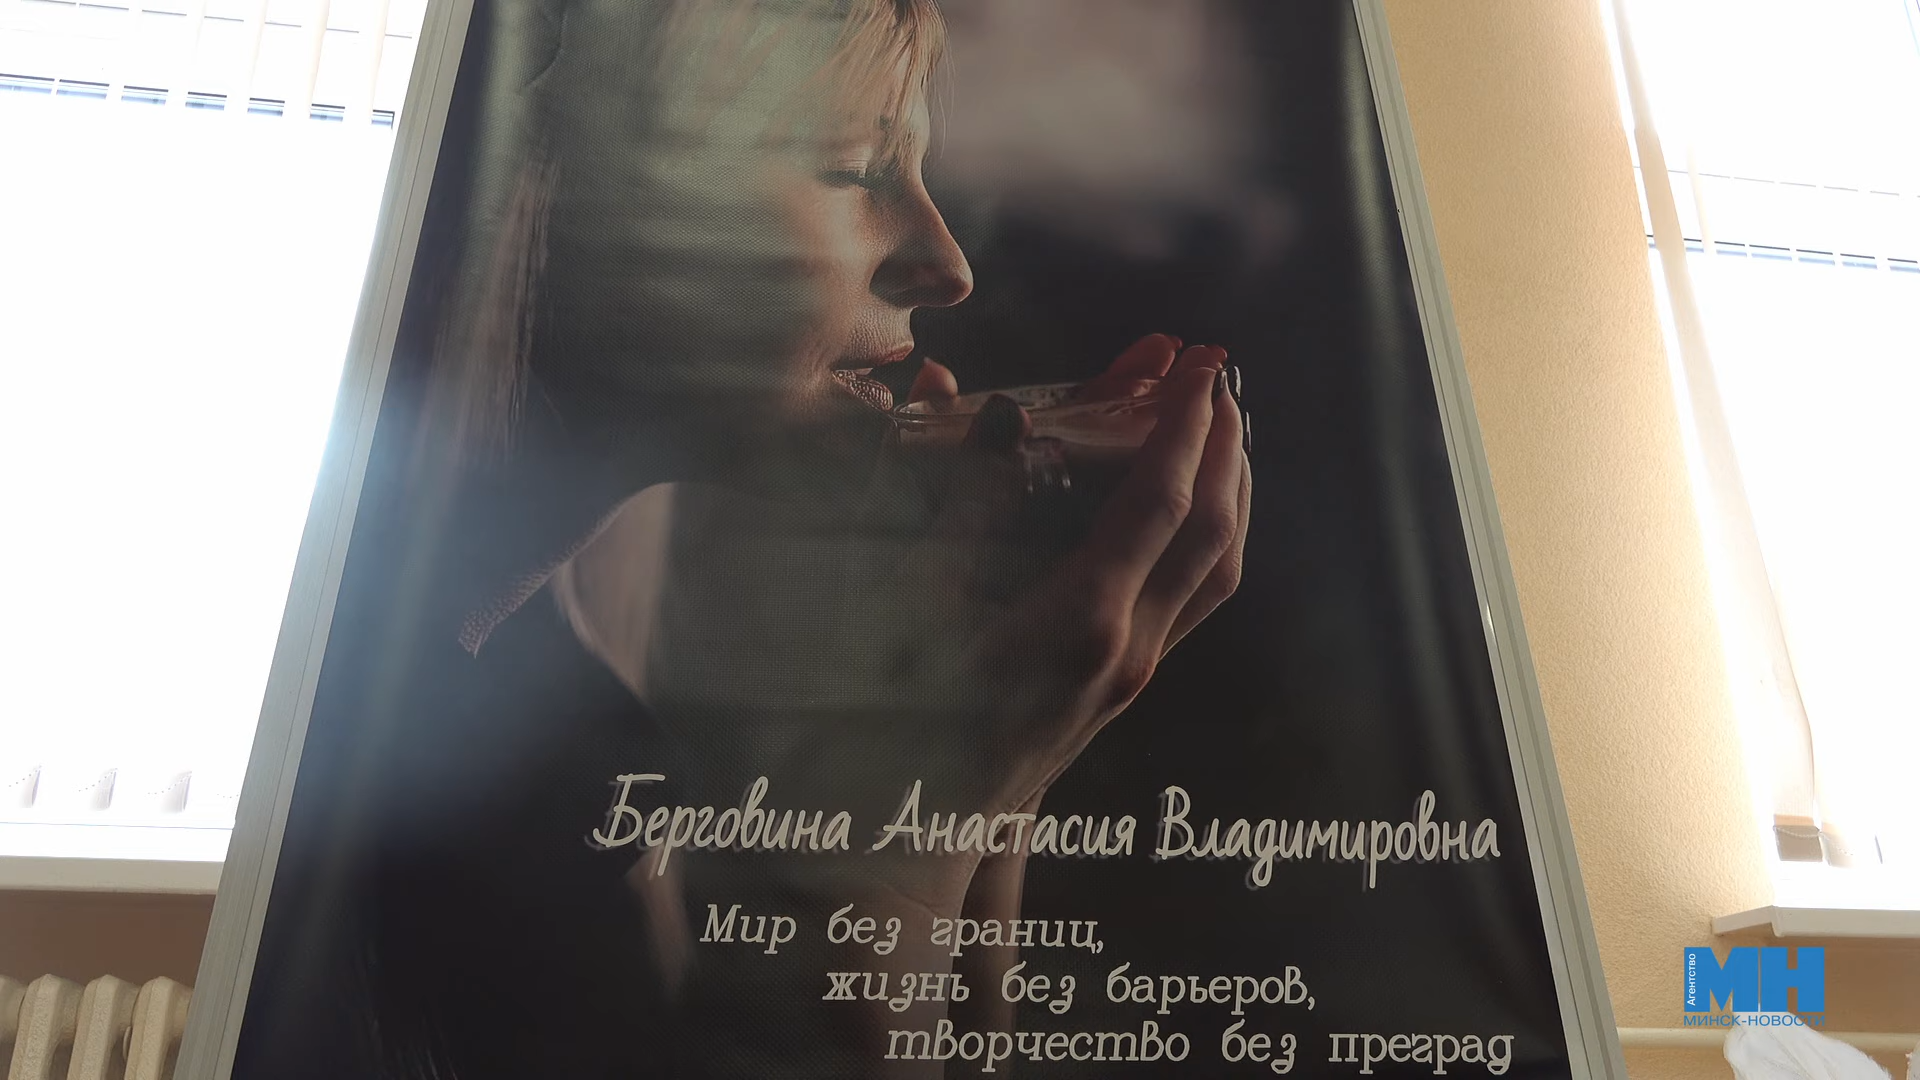 Берговина Анастасия Владимировна
Мир без границ,
жизнь без барьеров,
творчество без преград
Агентство
МН
МИНСК-НОВОСТИ